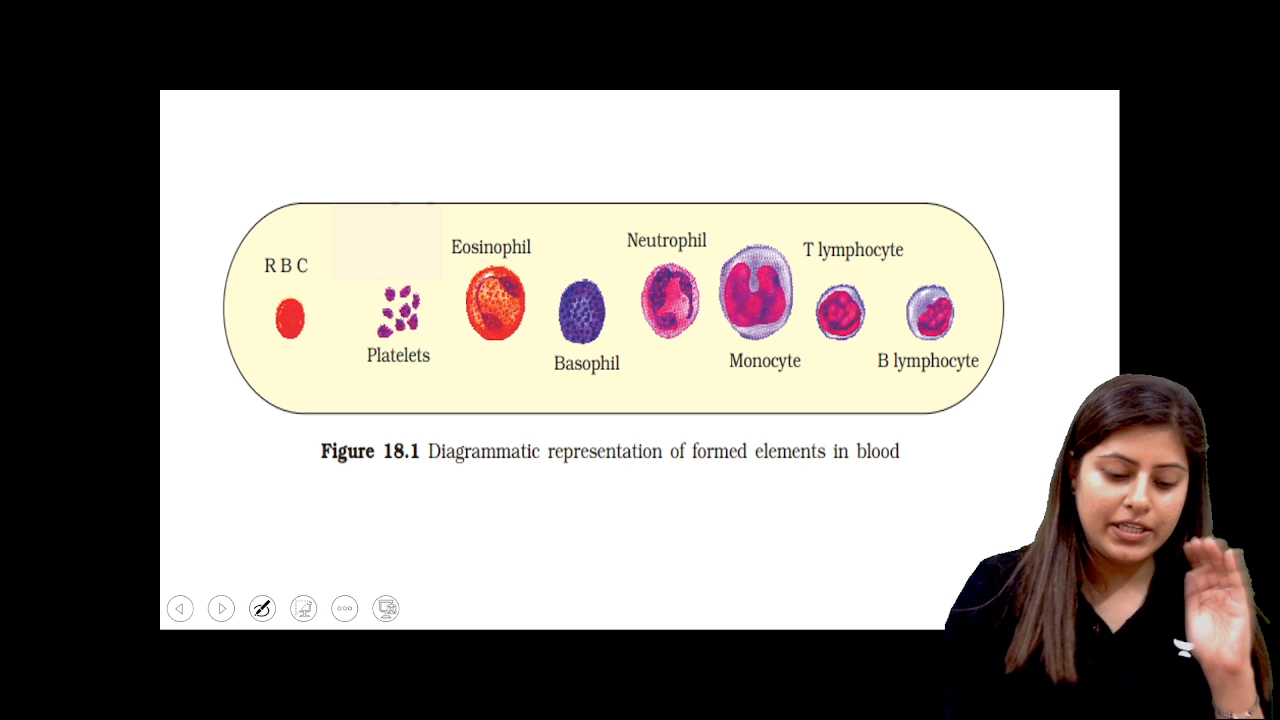 R B C
Platelets
Eosinophil
Basophil
Neutrophil
Monocyte
T lymphocyte
B lymphocyte
Figure 18.1 Diagrammatic representation of formed elements in blood